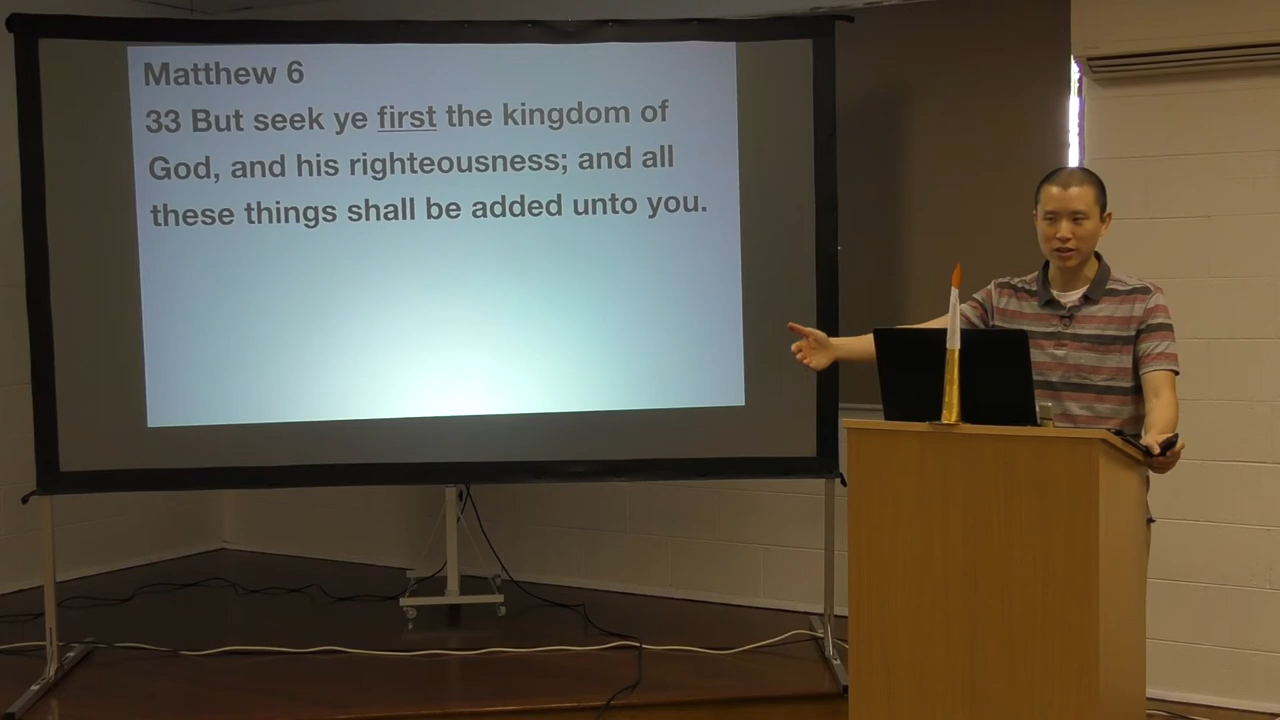 Matthew 6
33 But seek ye first the kingdom of
God, and his righteousness; and all
these things shall be added unto you.